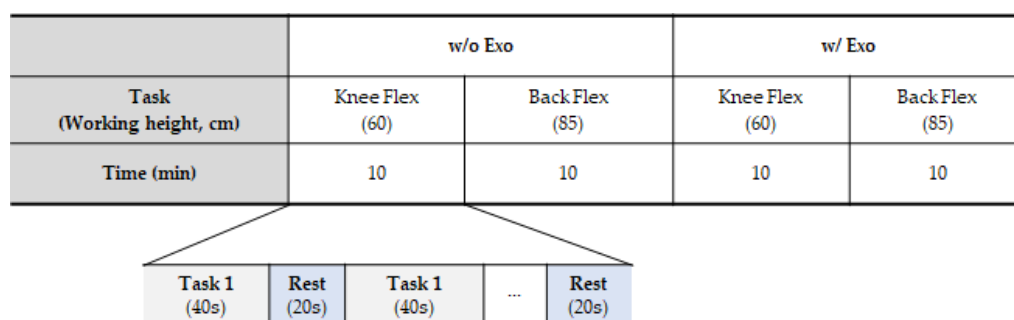 w/o Exo w/ Exo
Task Knee Flex Back Flex Knee Flex Back Flex
(Working height, cm) (60) (85) (60) (85)
Time (min) 10 10 10 10
Task 1 Rest Task 1 ... Rest
(40s) (20s) (40s) (20s)